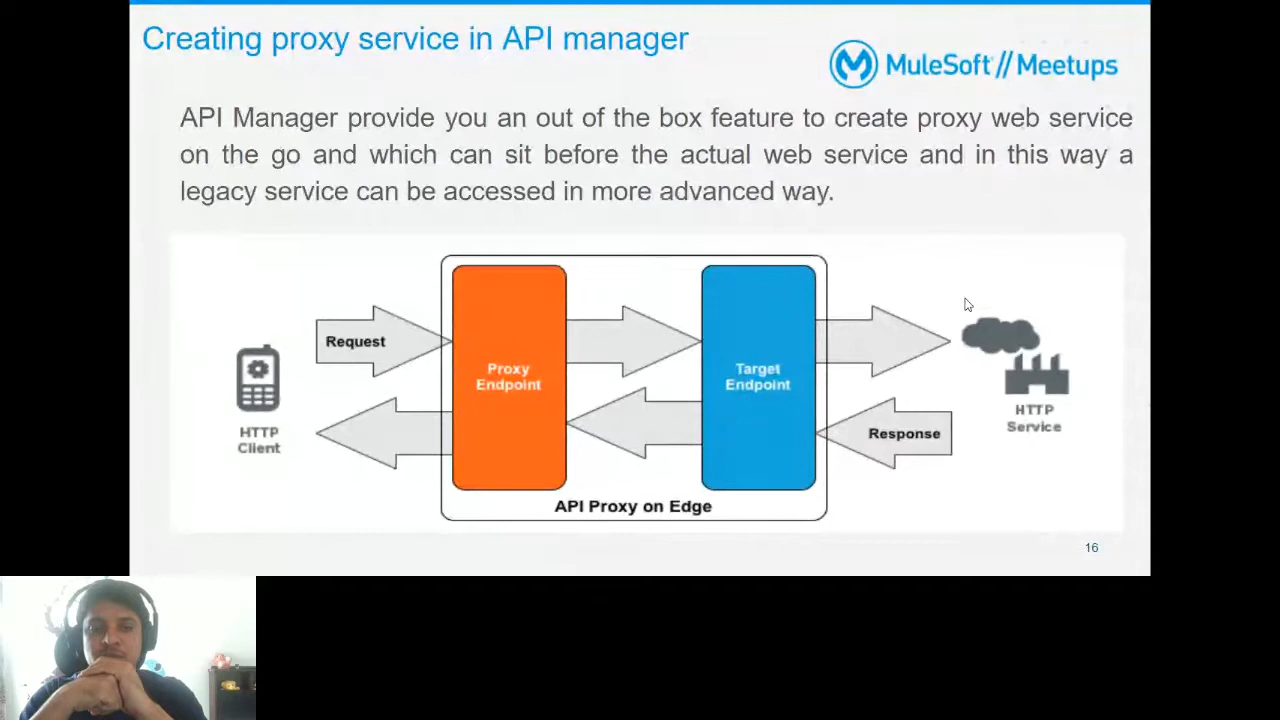 Creating proxy service in API manager
MuleSoft // Meetups
API Manager provide you an out of the box feature to create proxy web service
on the go and which can sit before the actual web service and in this way a
legacy service can be accessed in more advanced way.
Request
Proxy
Endpoint
Target
Endpoint
HTTP
Client
HTTP
Service
Response
API Proxy on Edge
16